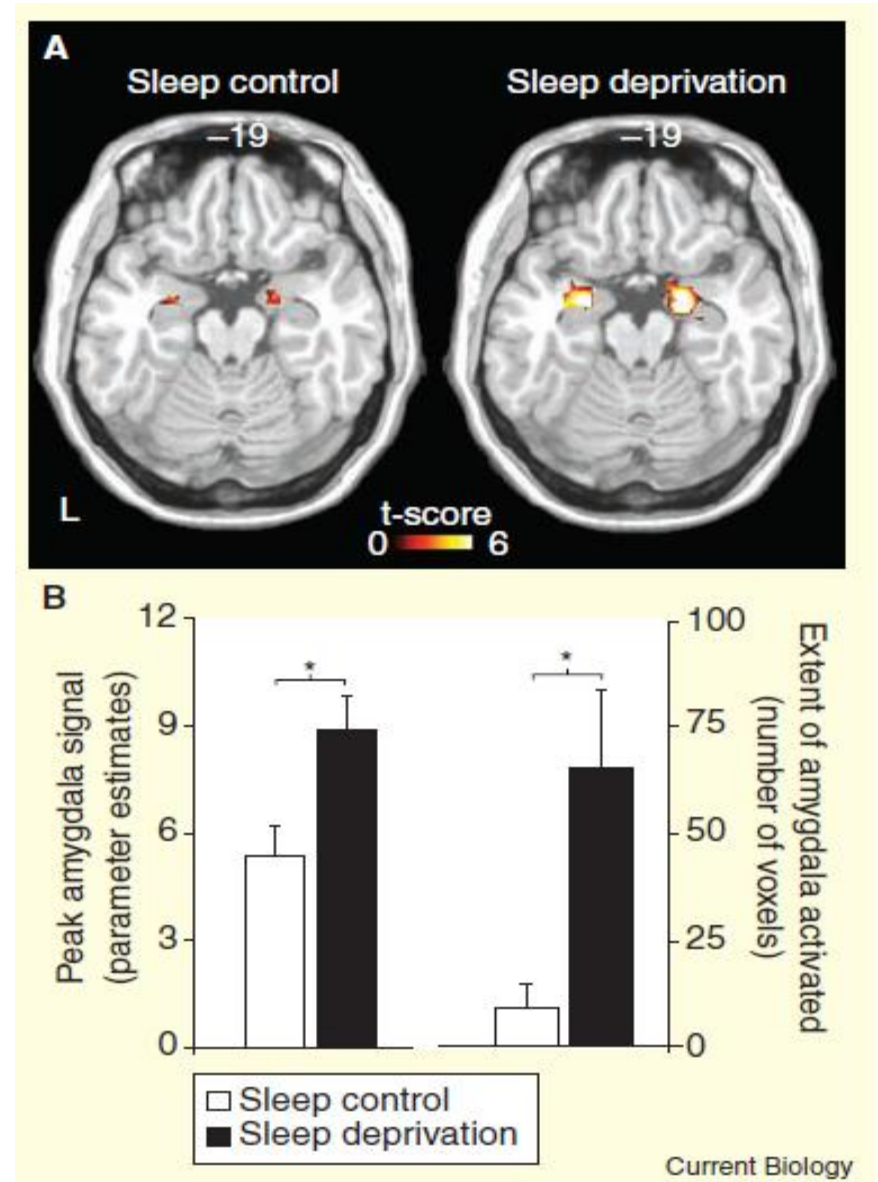 A
Sleep control
Sleep deprivation
–19
–19
L
t-score
0 6
B
12
9
6
3
0
Peak amygdala signal
(parameter estimates)
*
*
100
75
50
25
0
Extent of amygdala activated
(number of voxels)
Sleep control
Sleep deprivation
Current Biology